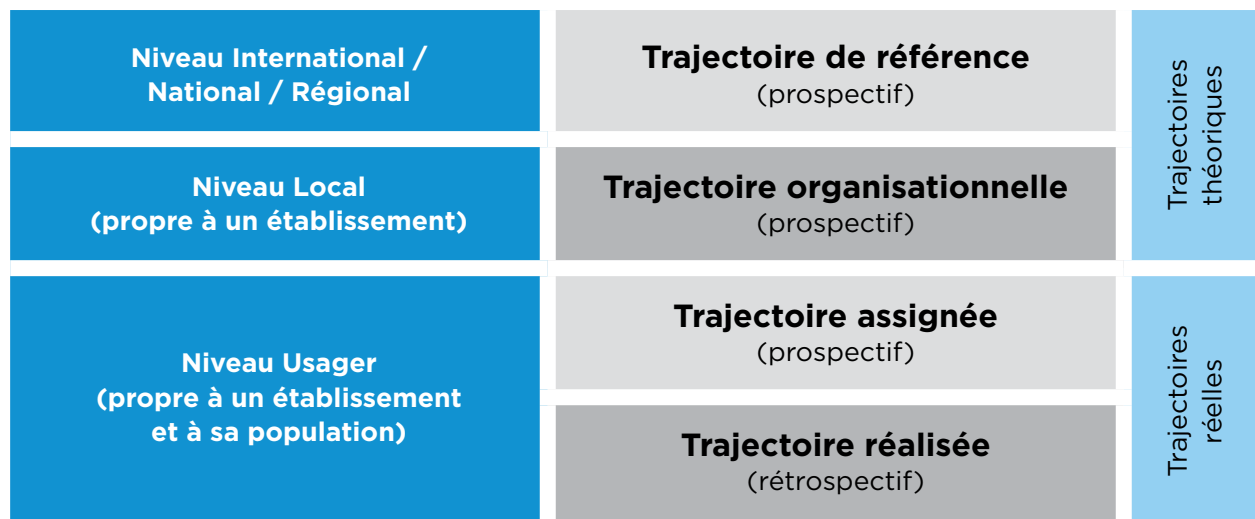 Niveau International /
National / Régional
Trajectoire de référence
(prospectif)
Trajectoires
théoriques
Niveau Local
(propre à un établissement)
Trajectoire organisationnelle
(prospectif)
Niveau Usager
(propre à un établissement
et à sa population)
Trajectoire assignée
(prospectif)
Trajectoire réalisée
(rétrospectif)
Trajectoires
réelles